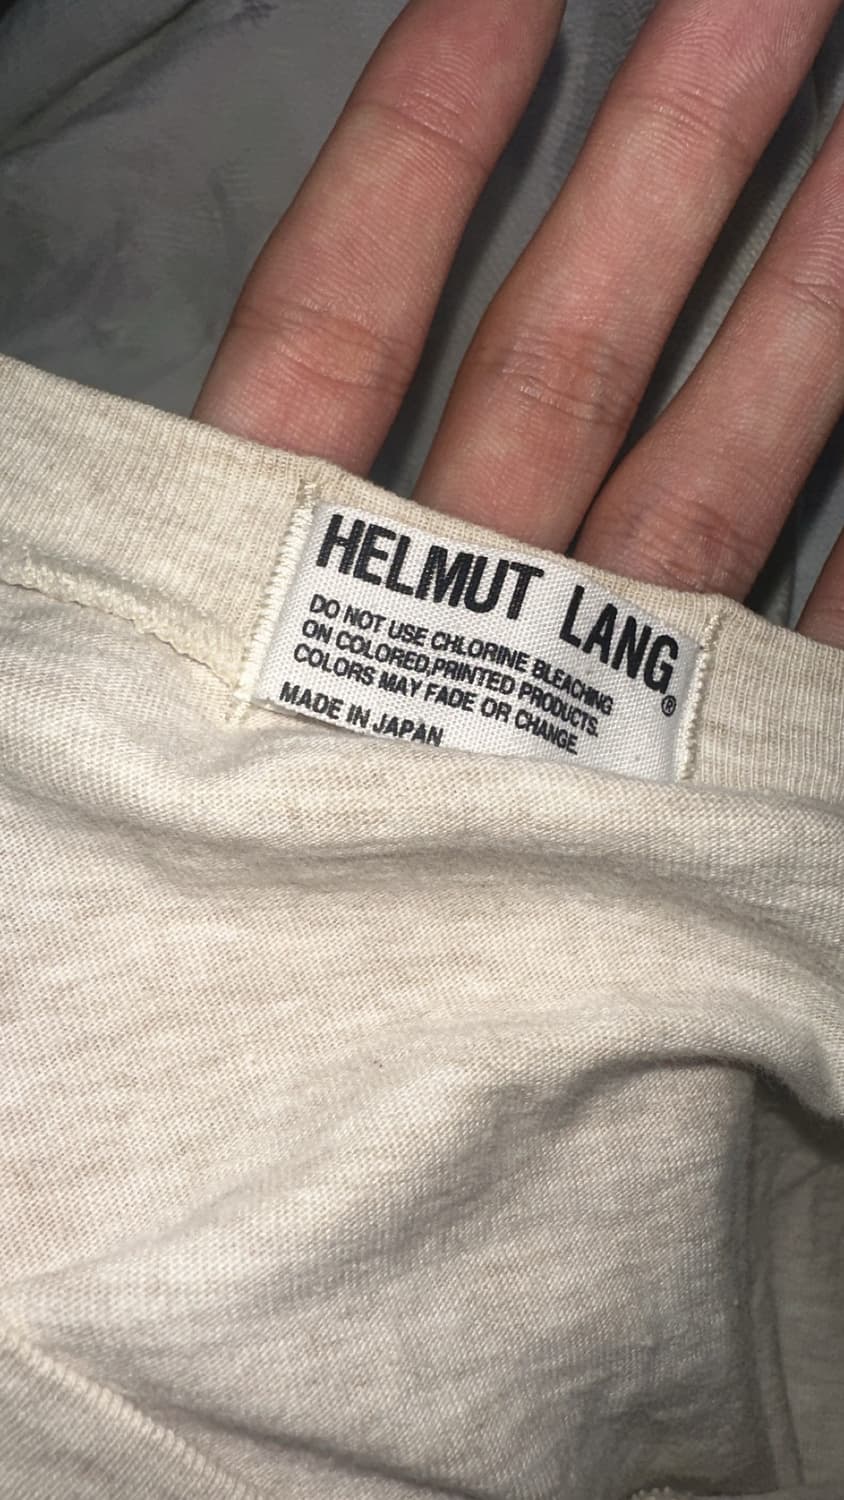 HELMUT LANG®
DO NOT USE CHLORINE BLEACHING
ON COLORED,PRINTED PRODUCTS.
COLORS MAY FADE OR CHANGE.
MADE IN JAPAN